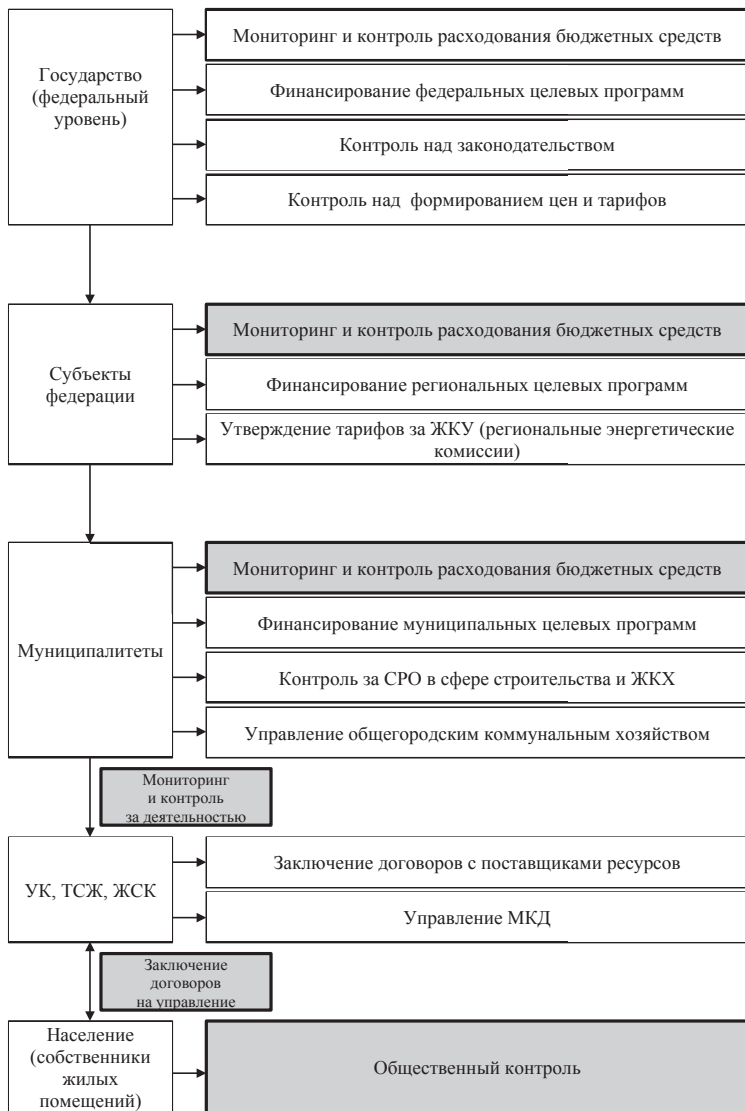 Государство
(федеральный
уровень)
Мониторинг и контроль расходования бюджетных средств
Финансирование федеральных целевых программ
Контроль над законодательством
Контроль над формированием цен и тарифов
Субъекты
федерации
Мониторинг и контроль расходования бюджетных средств
Финансирование региональных целевых программ
Утверждение тарифов за ЖКУ (региональные энергетические
комиссии)
Муниципалитеты
Мониторинг и контроль расходования бюджетных средств
Финансирование муниципальных целевых программ
Контроль за СРО в сфере строительства и ЖКХ
Управление общегородским коммунальным хозяйством
Мониторинг
и контроль
за деятельностью
УК, ТСЖ, ЖСК
Заключение договоров с поставщиками ресурсов
Управление МКД
Заключение
договоров
на управление
Население
(собственники
жилых
помещений)
Общественный контроль